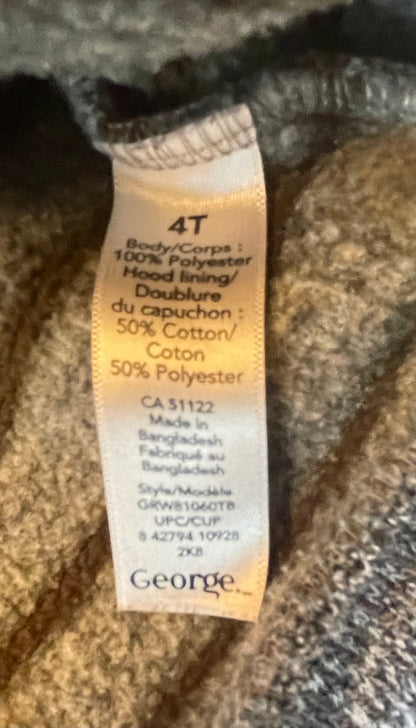 4T
Body/Corps :
100% Polyester
Hood lining/
Doublure
du capuchon :
50% Cotton/
Coton
50% Polyester
CA 51122
Made in
Bangladesh
Fabriqué au
Bangladesh
Style/Modèle
GRW81060TB
UPC/CUP
8 42794 10928
2K8
George.